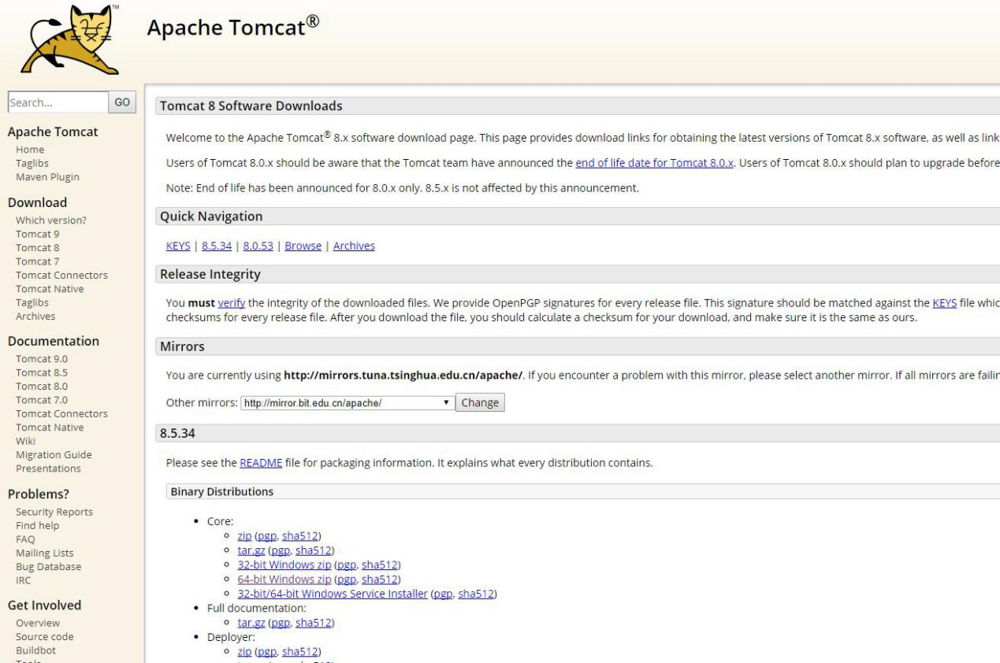 TM
Apache Tomcat®
Search...
GO
Apache Tomcat
Home
Taglibs
Maven Plugin
Download
Which version?
Tomcat 9
Tomcat 8
Tomcat 7
Tomcat Connectors
Tomcat Native
Taglibs
Archives
Documentation
Tomcat 9.0
Tomcat 8.5
Tomcat 8.0
Tomcat 7.0
Tomcat Connectors
Tomcat Native
Wiki
Migration Guide
Presentations
Problems?
Security Reports
Find help
FAQ
Mailing Lists
Bug Database
IRC
Get Involved
Overview
Source code
Buildbot
Tools
Tomcat 8 Software Downloads
Welcome to the Apache Tomcat® 8.x software download page. This page provides download links for obtaining the latest versions of Tomcat 8.x software, as well as link
Users of Tomcat 8.0.x should be aware that the Tomcat team have announced the end of life date for Tomcat 8.0.x. Users of Tomcat 8.0.x should plan to upgrade before
Note: End of life has been announced for 8.0.x only. 8.5.x is not affected by this announcement.
Quick Navigation
KEYS | 8.5.34 | 8.0.53 | Browse | Archives
Release Integrity
You must verify the integrity of the downloaded files. We provide OpenPGP signatures for every release file. This signature should be matched against the KEYS file whic
checksums for every release file. After you download the file, you should calculate a checksum for your download, and make sure it is the same as ours.
Mirrors
You are currently using http://mirrors.tuna.tsinghua.edu.cn/apache/. If you encounter a problem with this mirror, please select another mirror. If all mirrors are failin
Other mirrors: http://mirror.bit.edu.cn/apache/ Change
8.5.34
Please see the README file for packaging information. It explains what every distribution contains.
Binary Distributions
• Core:
zip (pgp, sha512)
tar.gz (pgp, sha512)
32-bit Windows zip (pgp, sha512)
64-bit Windows zip (pgp, sha512)
32-bit/64-bit Windows Service Installer (pgp, sha512)
• Full documentation:
tar.gz (pgp, sha512)
• Deployer:
zip (pgp, sha512)